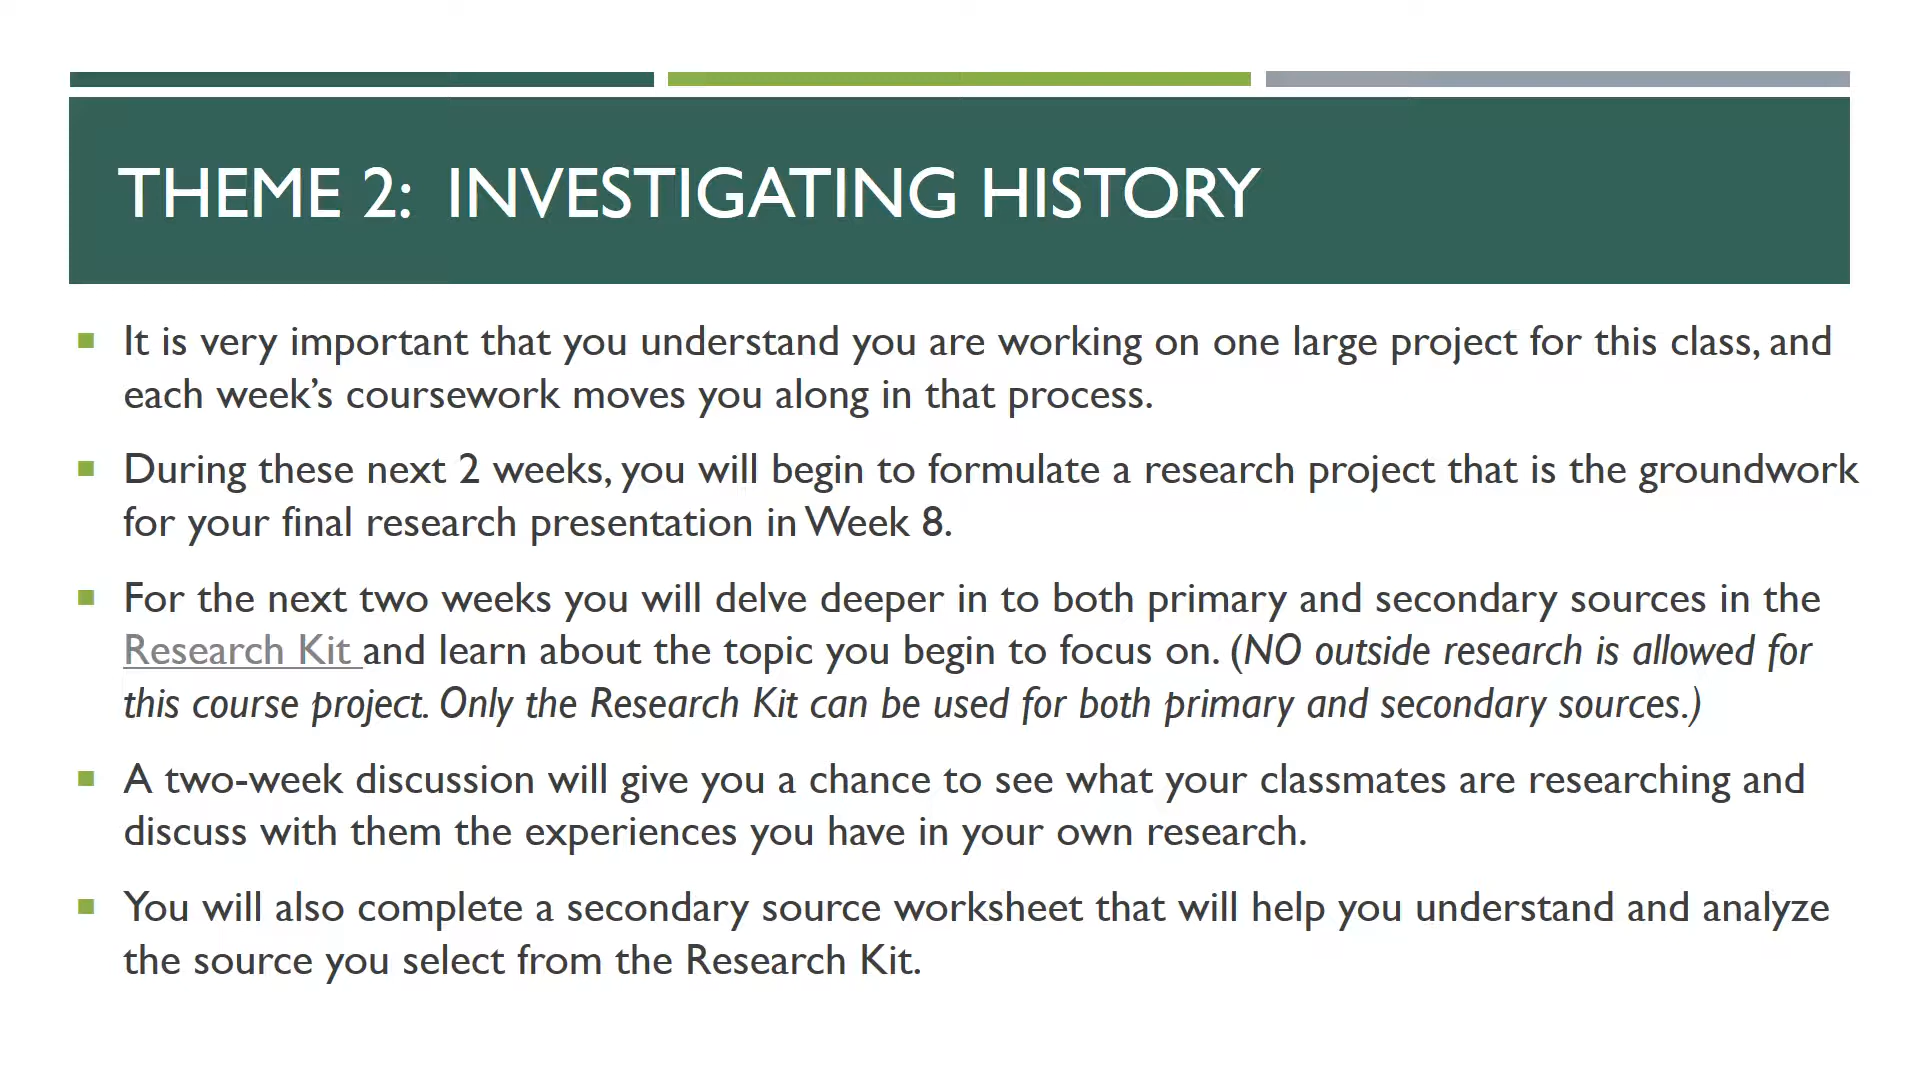 THEME 2:  INVESTIGATING HISTORY
It is very important that you understand you are working on one large project for this class, and
each week’s coursework moves you along in that process.
During these next 2 weeks, you will begin to formulate a research project that is the groundwork
for your final research presentation in Week 8.
For the next two weeks you will delve deeper in to both primary and secondary sources in the
Research Kit and learn about the topic you begin to focus on. (NO outside research is allowed for
this course project. Only the Research Kit can be used for both primary and secondary sources.)
A two-week discussion will give you a chance to see what your classmates are researching and
discuss with them the experiences you have in your own research.
You will also complete a secondary source worksheet that will help you understand and analyze
the source you select from the Research Kit.